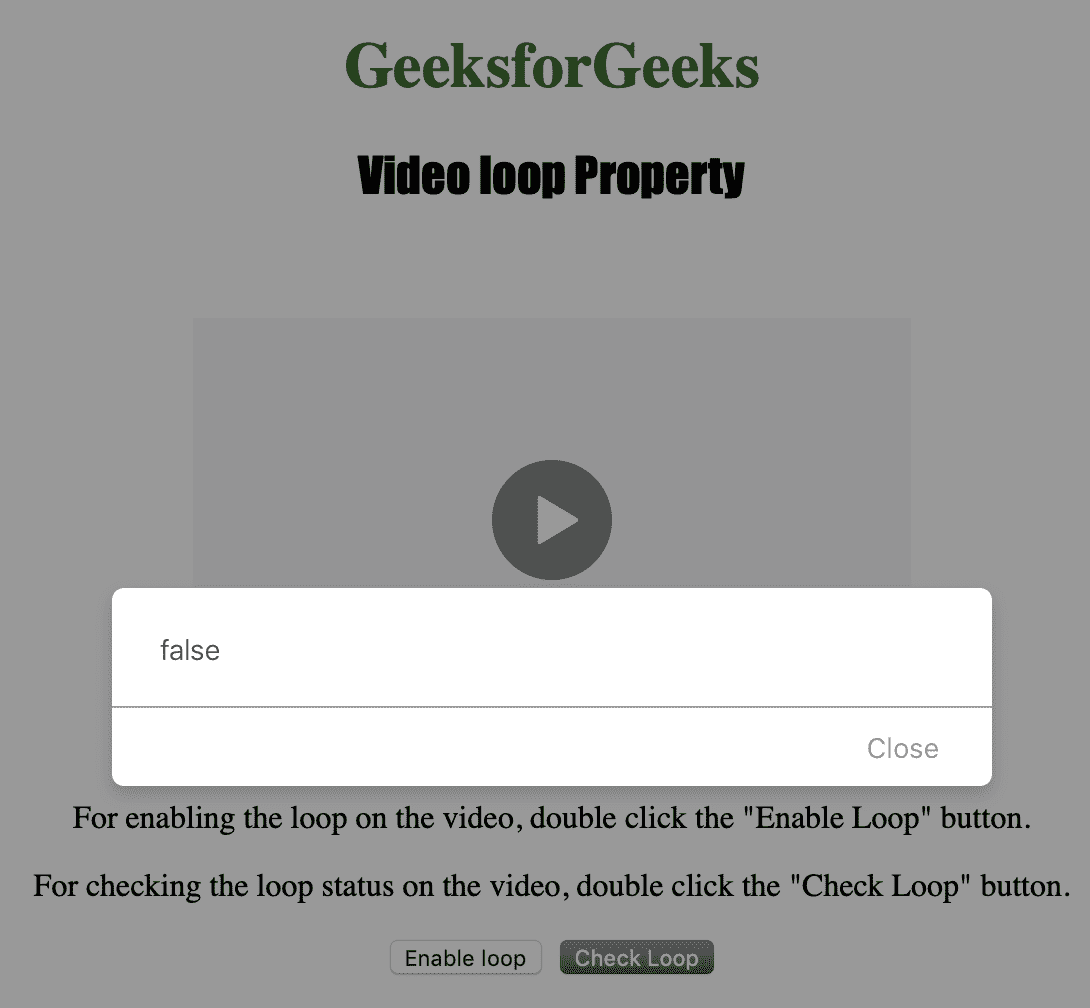 GeeksforGeeks
Video loop Property
false
Close
For enabling the loop on the video, double click the "Enable Loop" button.
For checking the loop status on the video, double click the "Check Loop" button.
Enable loop Check Loop